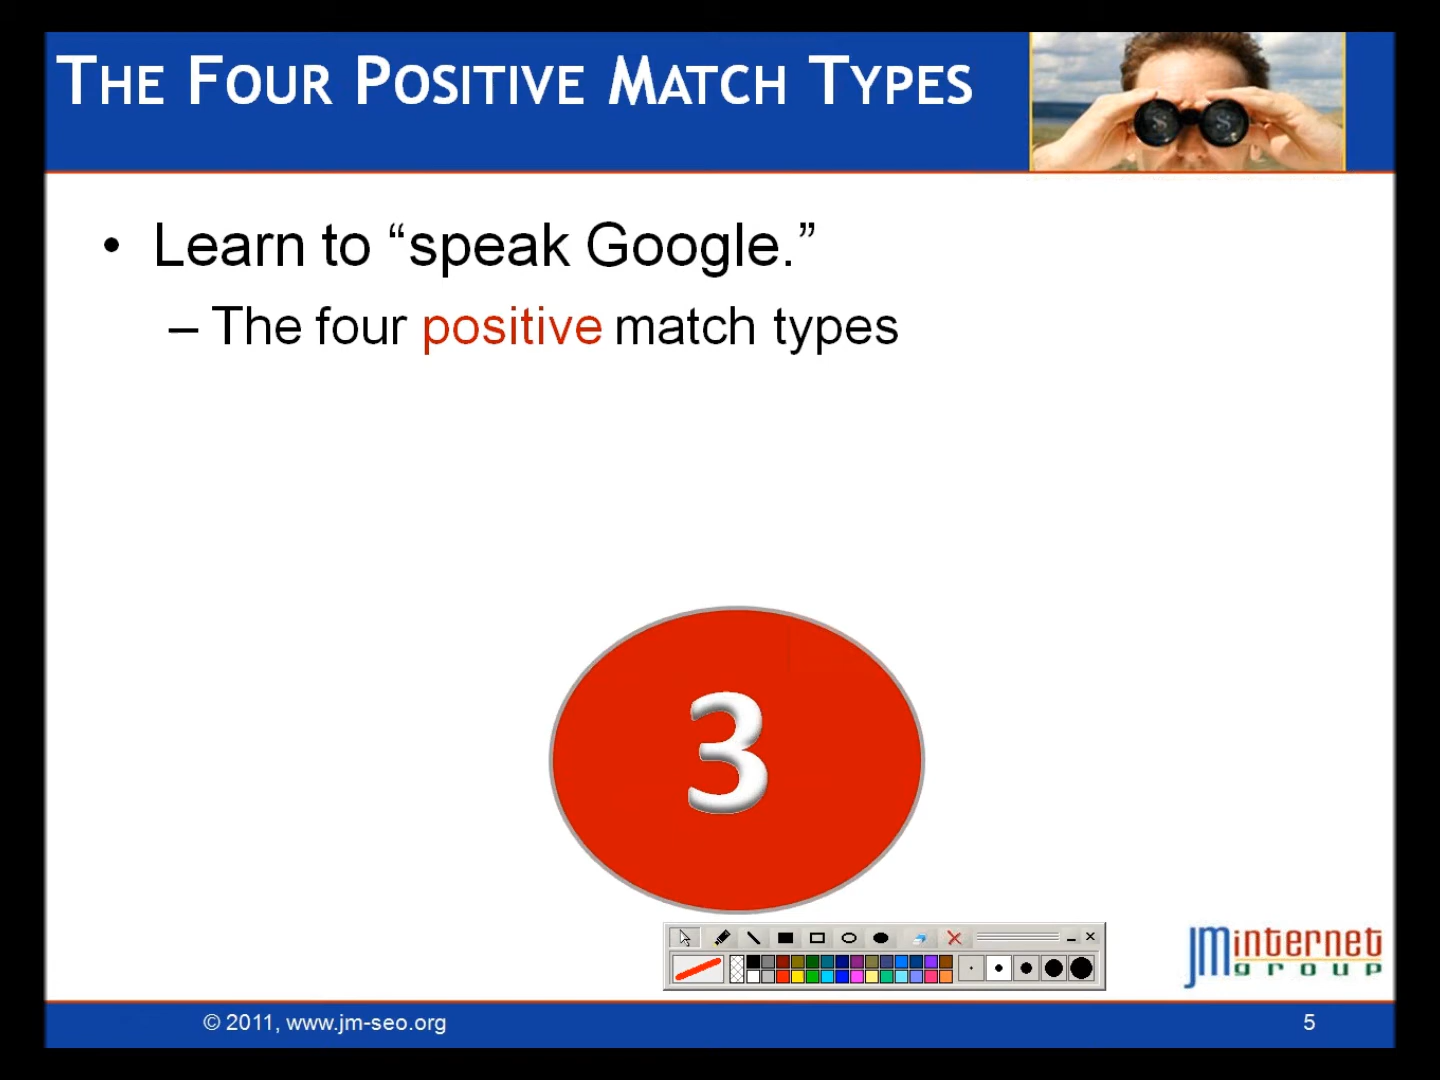 THE FOUR POSITIVE MATCH TYPES
• Learn to “speak Google.”
– The four positive match types
3
JMinternet
group
© 2011, www.jm-seo.org
5